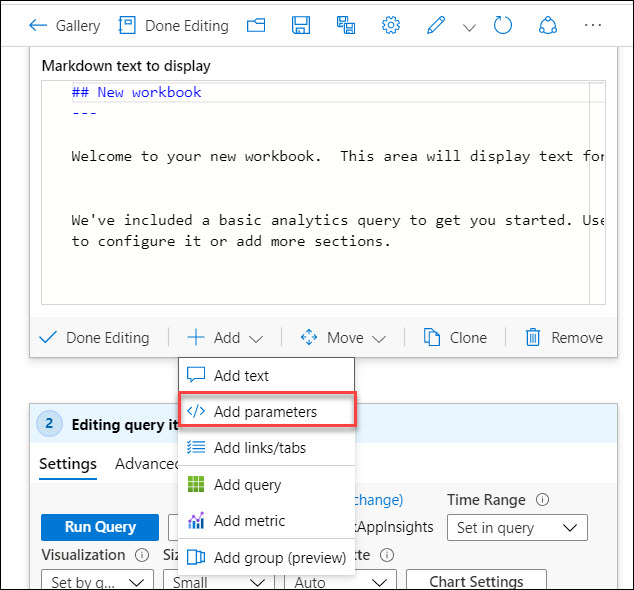 Gallery Done Editing
Markdown text to display
## New workbook
---
Welcome to your new workbook.  This area will display text for
We've included a basic analytics query to get you started. Use
to configure it or add more sections.
Done Editing Add Move Clone Remove
Add text
Add parameters
Add links/tabs
Add query
Add metric
Add group (preview)
2 Editing query it
Settings Advanced
change) Time Range
Run Query AppInsights Set in query
Visualization Siz te
Set by q... Small Auto Chart Settings